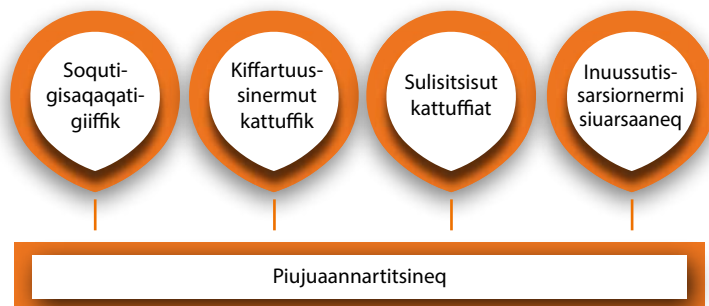 Soquti-
gisaqaqati-
giiffik
Kiffartuus-
sinermut
kattuffik
Sulisitsisut
kattuffiat
Inuussutis-
sarsiornermi
siuarsaaneq
Piujuaannartitsineq